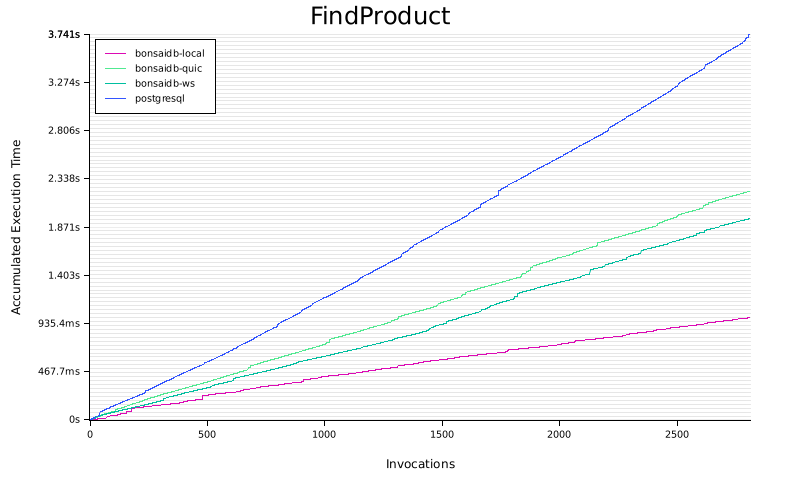 FindProduct
3.741s
3.274s
2.806s
2.338s
1.871s
1.403s
935.4ms
467.7ms
0s
Accumulated Execution Time
bonsaidb-local
bonsaidb-quic
bonsaidb-ws
postgresql
0 500 1000 1500 2000 2500
Invocations